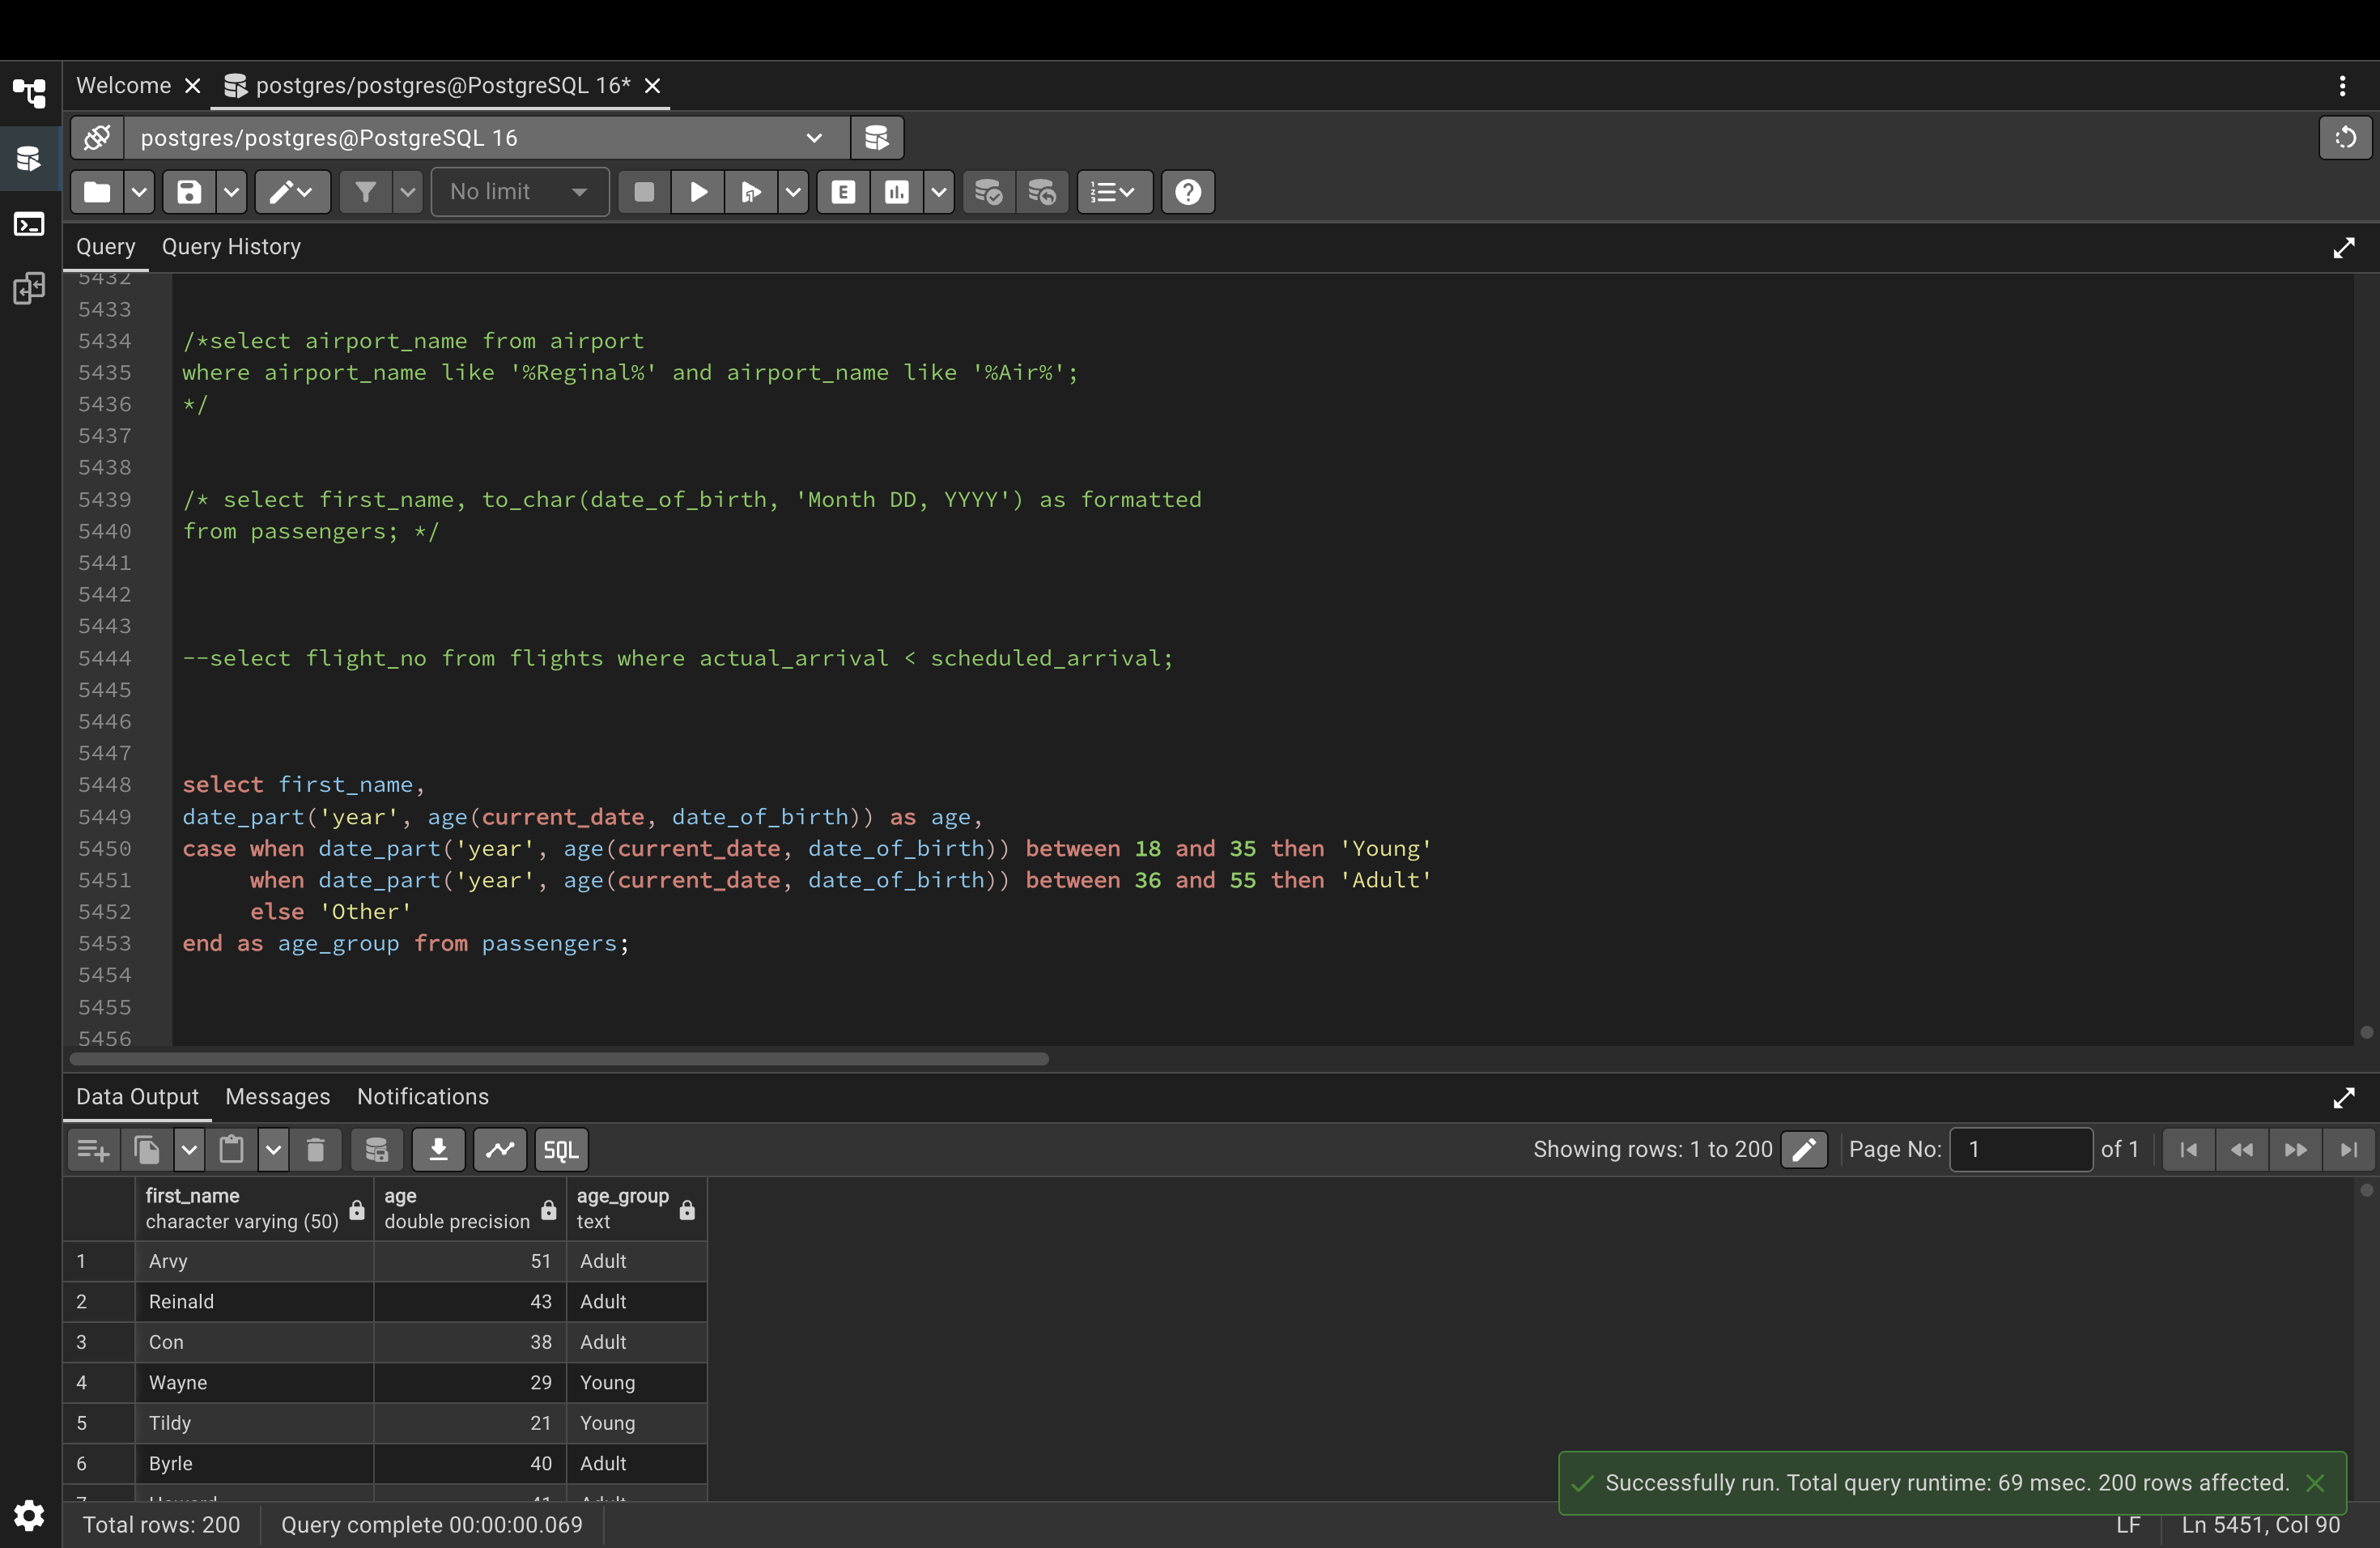 Welcome
postgres/postgres@PostgreSQL 16*
postgres/postgres@PostgreSQL 16
No limit
E
Query Query History
5432
5433
5434 /*select airport_name from airport
5435 where airport_name like '%Reginal%' and airport_name like '%Air%';
5436 */
5437
5438
5439 /* select first_name, to_char(date_of_birth, 'Month DD, YYYY') as formatted
5440 from passengers; */
5441
5442
5443
5444 --select flight_no from flights where actual_arrival < scheduled_arrival;
5445
5446
5447
5448 select first_name,
5449 date_part('year', age(current_date, date_of_birth)) as age,
5450 case when date_part('year', age(current_date, date_of_birth)) between 18 and 35 then 'Young'
5451 when date_part('year', age(current_date, date_of_birth)) between 36 and 55 then 'Adult'
5452 else 'Other'
5453 end as age_group from passengers;
5454
5455
5456
Data Output Messages Notifications
SQL
Showing rows: 1 to 200
Page No: 1 of 1
first_name age age_group
character varying (50) double precision text
1 Arvy 51 Adult
2 Reinald 43 Adult
3 Con 38 Adult
4 Wayne 29 Young
5 Tildy 21 Young
6 Byrle 40 Adult
7 41 Adult
Successfully run. Total query runtime: 69 msec. 200 rows affected.
Total rows: 200 Query complete 00:00:00.069 LF Ln 5451, Col 90